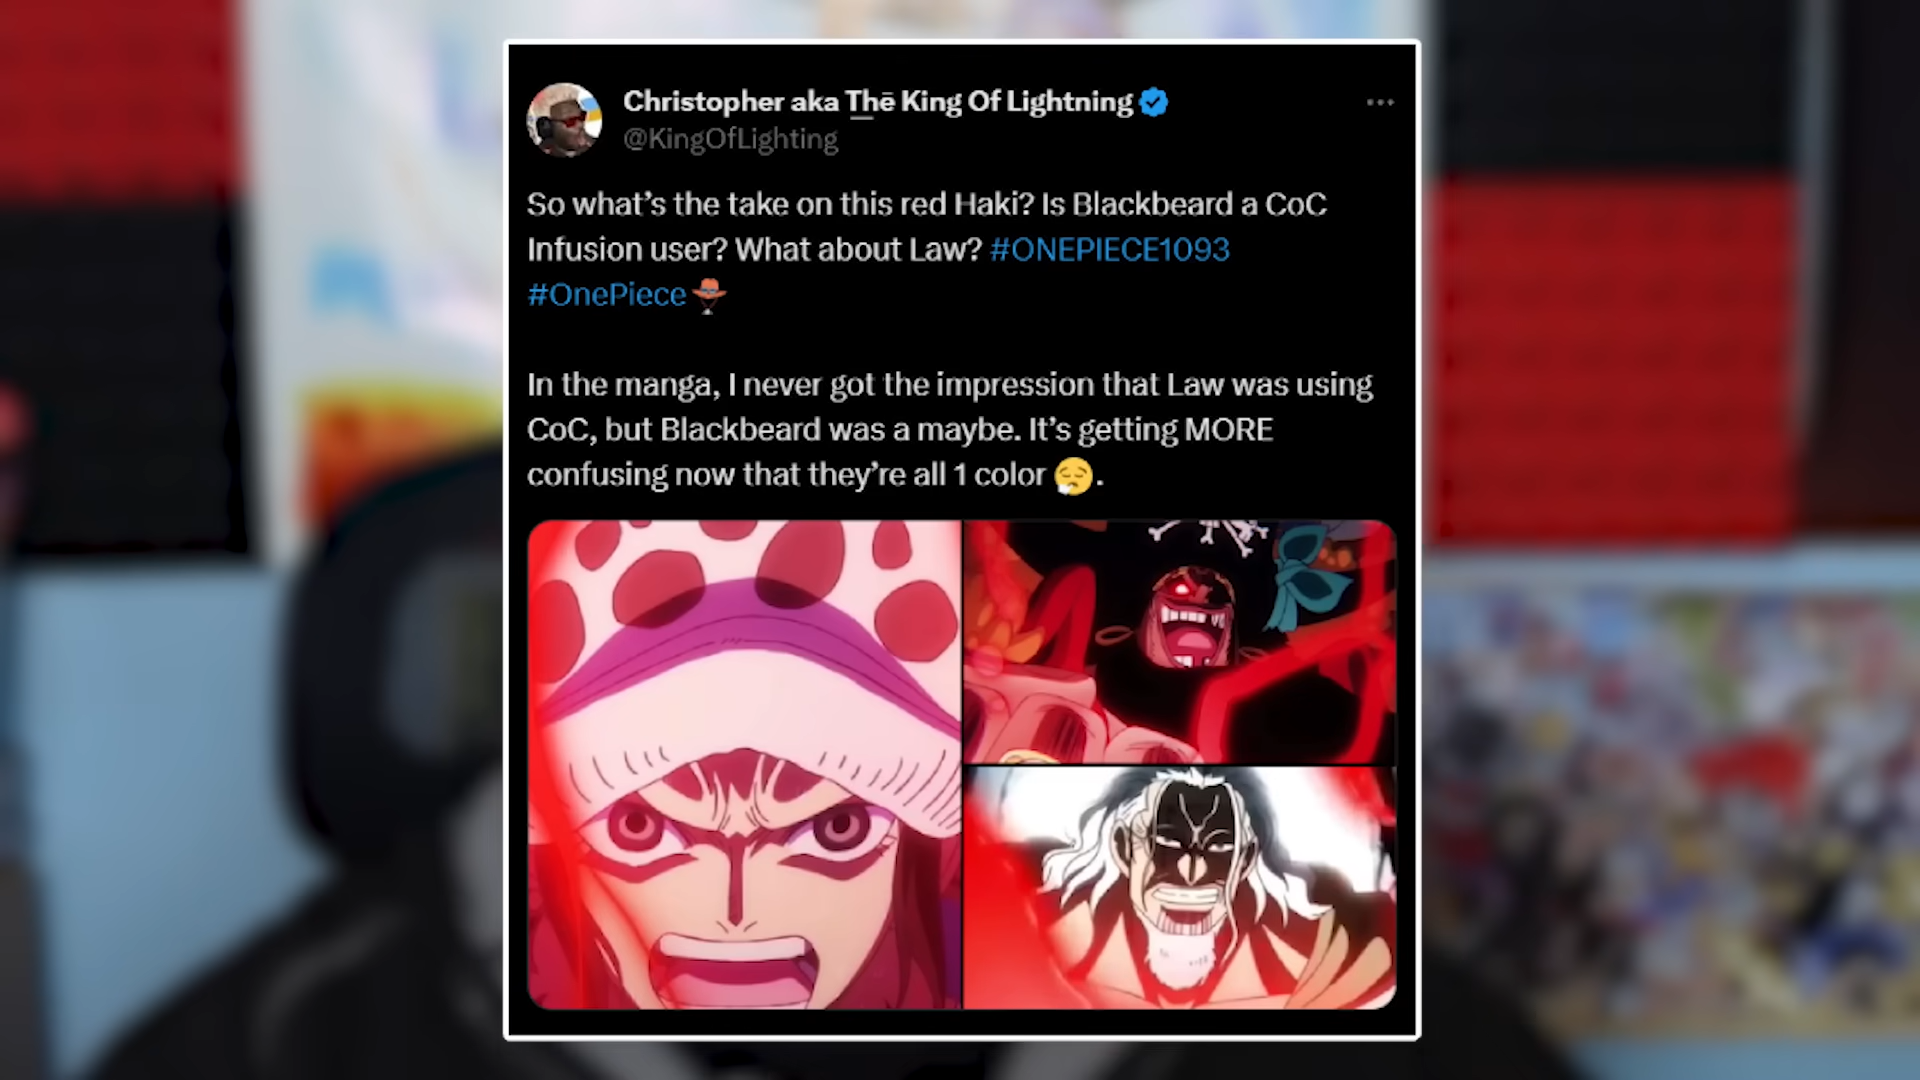 Christopher aka T̲hē King Of Lightning
@KingOfLighting
So what's the take on this red Haki? Is Blackbeard a CoC
Infusion user? What about Law? #ONEPIECE1093
#OnePiece
In the manga, I never got the impression that Law was using
CoC, but Blackbeard was a maybe. It's getting MORE
confusing now that they're all 1 color 😮‍💨.